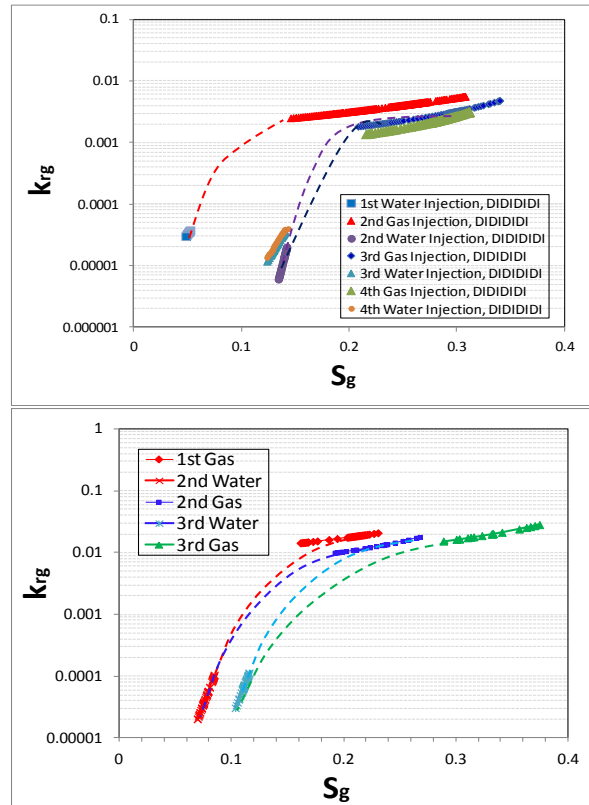 0.1
0.01
0.001
0.0001
0.00001
0.000001
krg
0 0.1 0.2 0.3 0.4
Sg
1st Water Injection, DIDIDIDI
2nd Gas Injection, DIDIDIDI
2nd Water Injection, DIDIDIDI
3rd Gas Injection, DIDIDIDI
3rd Water Injection, DIDIDIDI
4th Gas Injection, DIDIDIDI
4th Water Injection, DIDIDIDI
1
0.1
0.01
0.001
0.0001
0.00001
krg
0 0.1 0.2 0.3 0.4
Sg
1st Gas
2nd Water
2nd Gas
3rd Water
3rd Gas